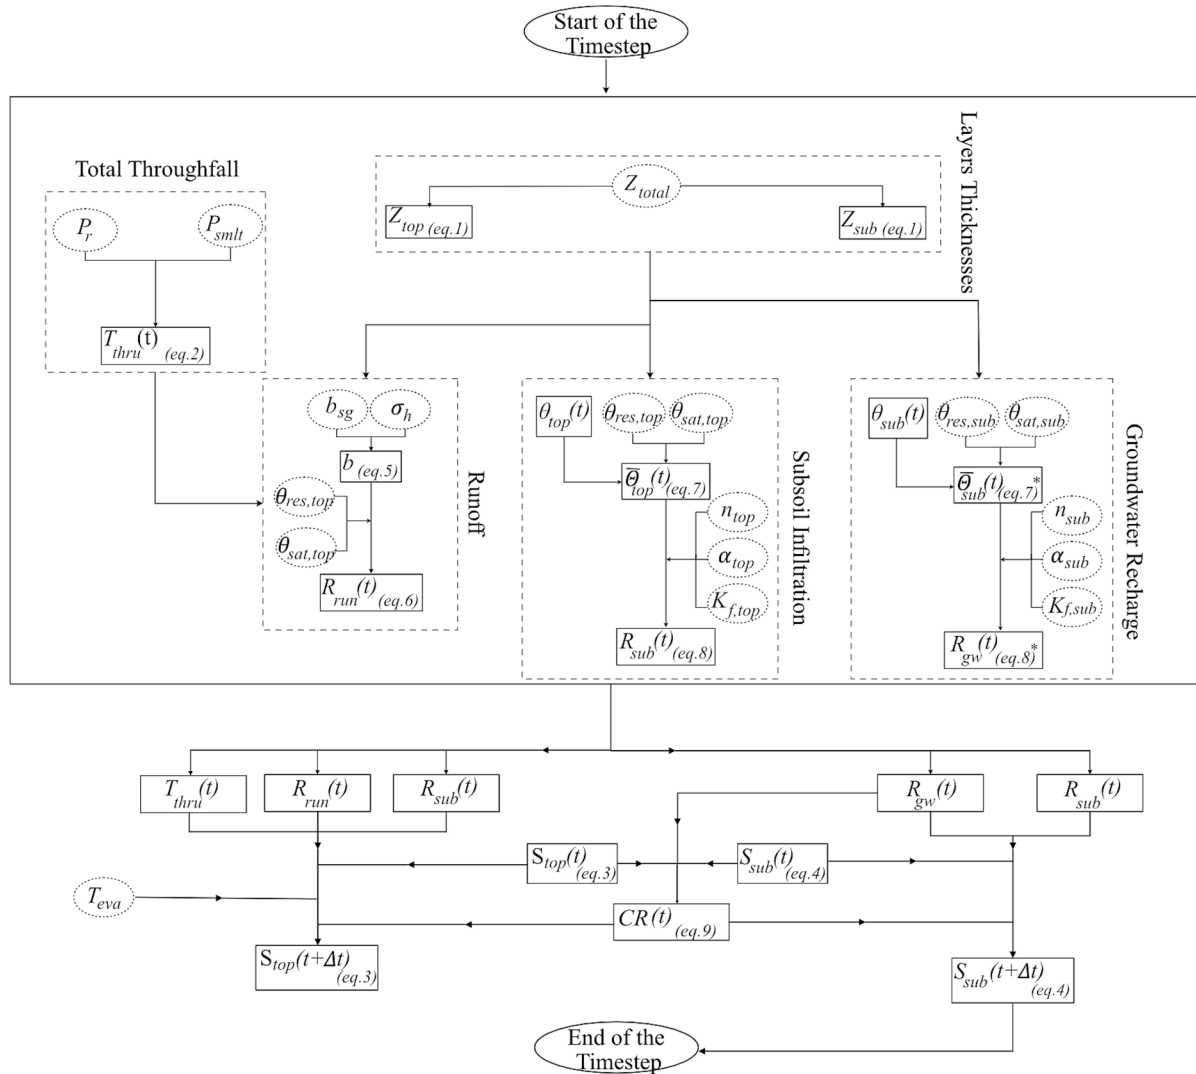 Start of the
Timestep
Layers Thicknesses
Total Throughfall
Z_total
P_r
P_smlt
Z_top (eq.1)
Z_sub (eq.1)
T_thru(t) (eq.2)
Runoff
b_sg
σ_h
b (eq.5)
θ_res,top
θ_sat,top
R_run(t) (eq.6)
Subsoil Infiltration
θ_top(t)
θ_res,top
θ_sat,top
Θ̅_top(t) (eq.7)
n_top
α_top
K_f,top
R_sub(t) (eq.8)
Groundwater Recharge
θ_sub(t)
θ_res,sub
θ_sat,sub
Θ̅_sub(t) (eq.7)*
n_sub
α_sub
K_f,sub
R_gw(t) (eq.8)*
T_thru(t)
R_run(t)
R_sub(t)
R_gw(t)
R_sub(t)
S_top(t) (eq.3)
S_sub(t) (eq.4)
T_eva
CR(t) (eq.9)
S_top(t+Δt) (eq.3)
S_sub(t+Δt) (eq.4)
End of the
Timestep